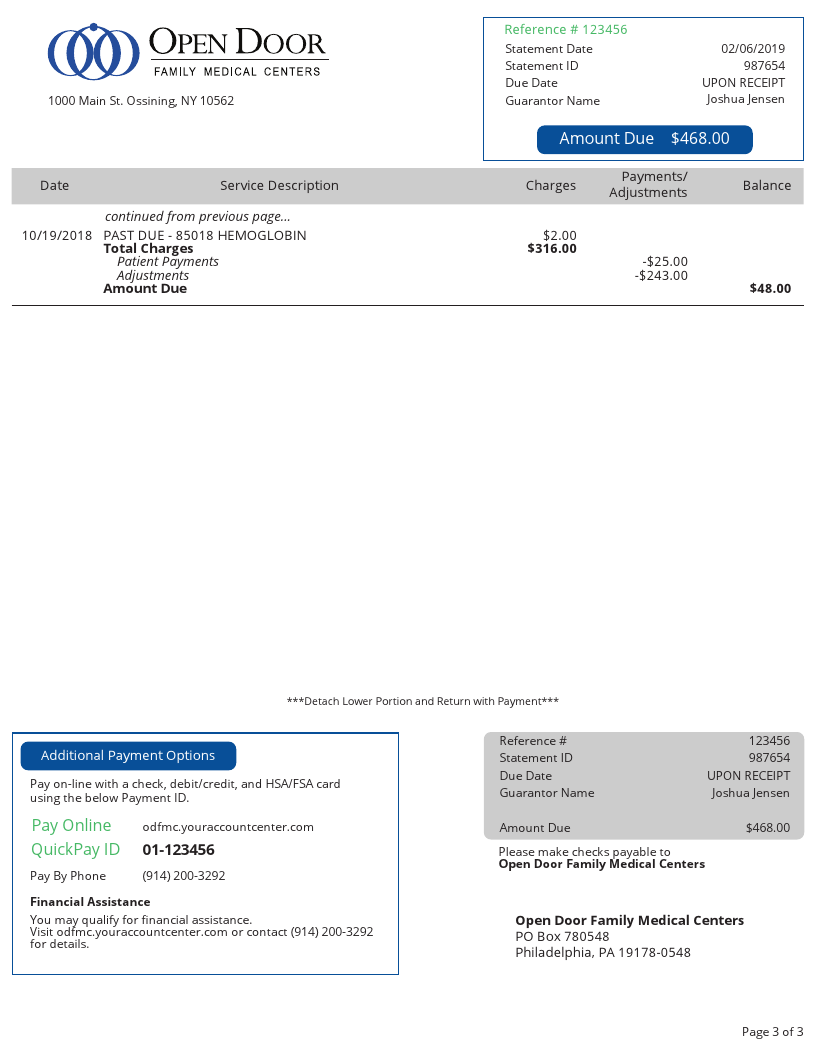 OPEN DOOR
FAMILY MEDICAL CENTERS
1000 Main St. Ossining, NY 10562
Reference # 123456
Statement Date 02/06/2019
Statement ID 987654
Due Date UPON RECEIPT
Guarantor Name Joshua Jensen
Amount Due $468.00
Date Service Description Charges Payments/ Adjustments Balance
continued from previous page...
10/19/2018 PAST DUE - 85018 HEMOGLOBIN $2.00
Total Charges $316.00
Patient Payments -$25.00
Adjustments -$243.00
Amount Due $48.00
***Detach Lower Portion and Return with Payment***
Additional Payment Options
Pay on-line with a check, debit/credit, and HSA/FSA card
using the below Payment ID.
Pay Online odfmc.youraccountcenter.com
QuickPay ID 01-123456
Pay By Phone (914) 200-3292
Financial Assistance
You may qualify for financial assistance.
Visit odfmc.youraccountcenter.com or contact (914) 200-3292
for details.
Reference # 123456
Statement ID 987654
Due Date UPON RECEIPT
Guarantor Name Joshua Jensen
Amount Due $468.00
Please make checks payable to
Open Door Family Medical Centers
Open Door Family Medical Centers
PO Box 780548
Philadelphia, PA 19178-0548
Page 3 of 3